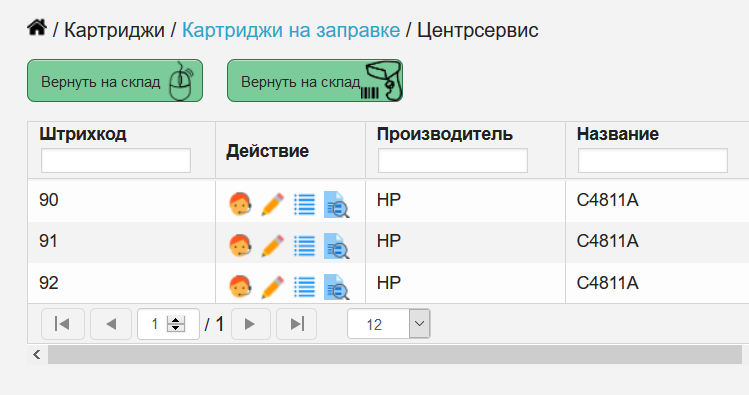 / Картриджи / Картриджи на заправке / Центрсервис
Вернуть на склад Вернуть на склад
Штрихкод Действие Производитель Название
90 HP C4811A
91 HP C4811A
92 HP C4811A
1 / 1 12